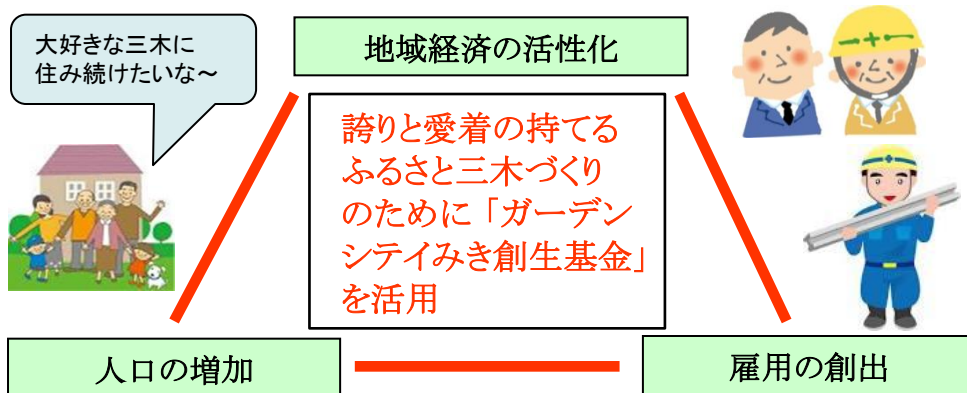 大好きな三木に
住み続けたいな～
地域経済の活性化
誇りと愛着の持てる
ふるさと三木づくり
のために「ガーデン
シテイみき創生基金」
を活用
人口の増加
雇用の創出